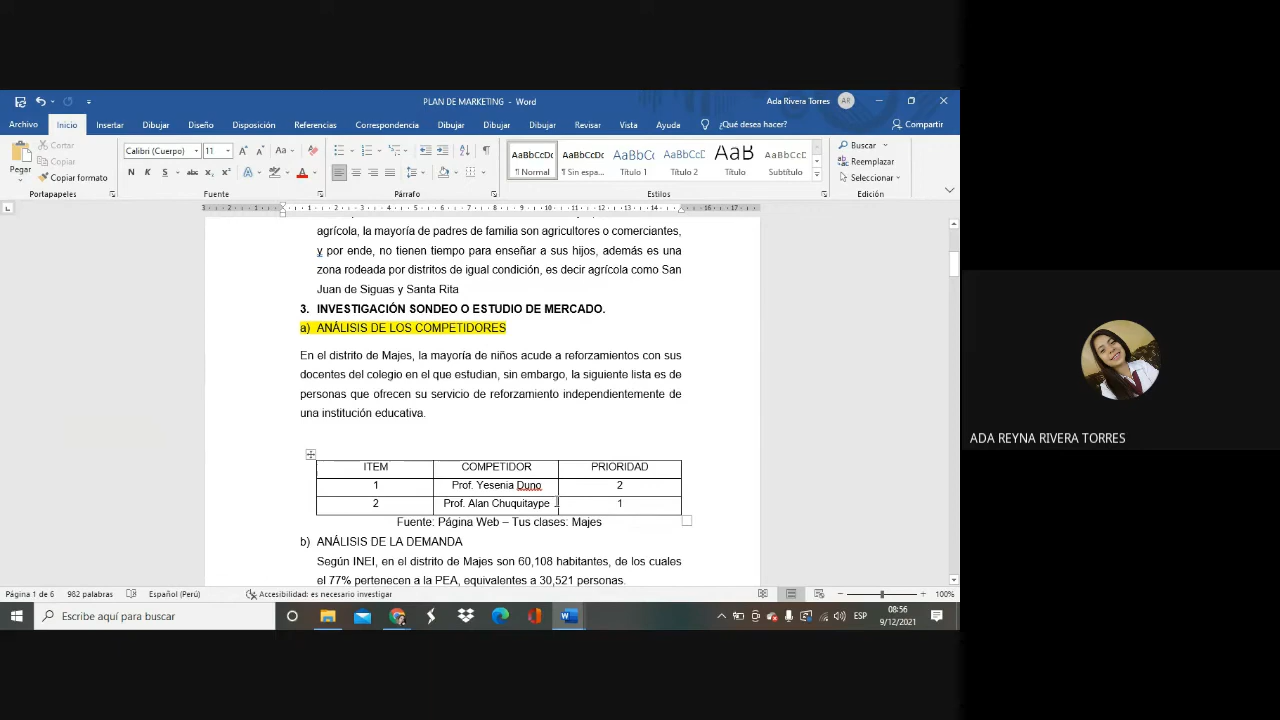 PLAN DE MARKETING - Word
Ada Rivera Torres
AR
Archivo
Inicio
Insertar
Dibujar
Diseño
Disposición
Referencias
Correspondencia
Dibujar
Dibujar
Dibujar
Revisar
Vista
Ayuda
¿Qué desea hacer?
Compartir
Pegar
Cortar
Copiar
Copiar formato
Portapapeles
Calibri (Cuerpo)
11
N K S
Fuente
Párrafo
AaBbCcDc
¶ Normal
AaBbCcDc
¶ Sin espa...
AaBbCc
Título 1
AaBbCcD
Título 2
AaB
Título
AaBbCcD
Subtítulo
Estilos
Buscar
Reemplazar
Seleccionar
Edición
agrícola, la mayoría de padres de familia son agricultores o comerciantes,
y por ende, no tienen tiempo para enseñar a sus hijos, además es una
zona rodeada por distritos de igual condición, es decir agrícola como San
Juan de Siguas y Santa Rita
3. INVESTIGACIÓN SONDEO O ESTUDIO DE MERCADO.
a) ANÁLISIS DE LOS COMPETIDORES
En el distrito de Majes, la mayoría de niños acude a reforzamientos con sus
docentes del colegio en el que estudian, sin embargo, la siguiente lista es de
personas que ofrecen su servicio de reforzamiento independientemente de
una institución educativa.
ITEM COMPETIDOR PRIORIDAD
1 Prof. Yesenia Duno 2
2 Prof. Alan Chuquitaype 1
Fuente: Página Web – Tus clases: Majes
b) ANÁLISIS DE LA DEMANDA
Según INEI, en el distrito de Majes son 60,108 habitantes, de los cuales
el 77% pertenecen a la PEA, equivalentes a 30,521 personas.
Página 1 de 6
982 palabras
Español (Perú)
Accesibilidad: es necesario investigar
100%
Escribe aquí para buscar
ESP
08:56
9/12/2021
ADA REYNA RIVERA TORRES